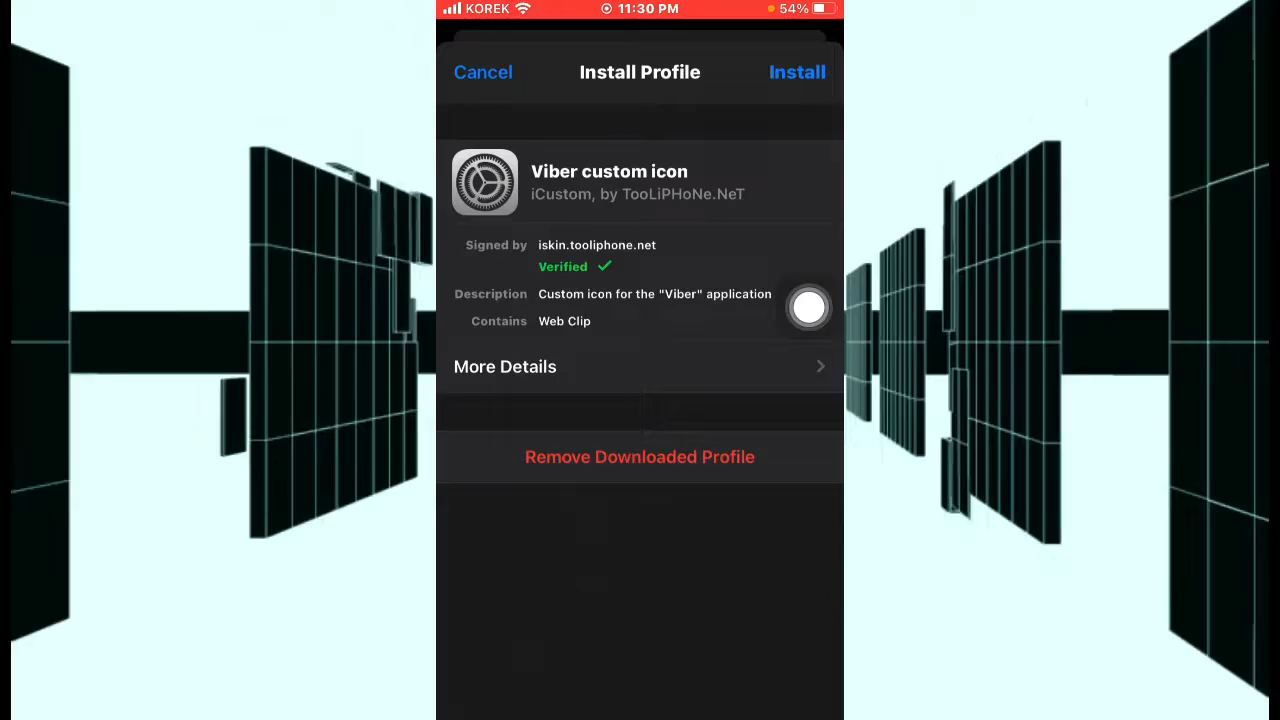 KOREK 11:30 PM 54%
Cancel Install Profile Install
Viber custom icon
iCustom, by TooLiPHoNe.NeT
Signed by iskin.tooliphone.net
Verified
Description Custom icon for the "Viber" application
Contains Web Clip
More Details
Remove Downloaded Profile